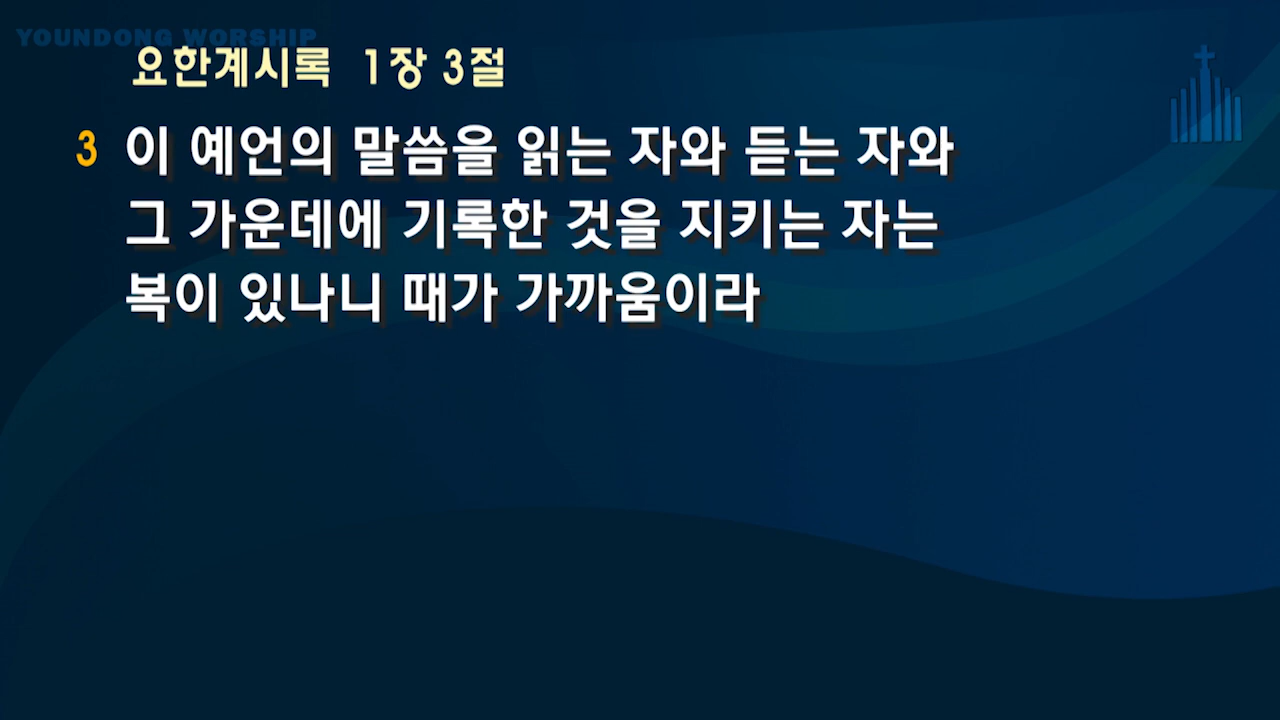 YOUNDONG WORSHIP
요한계시록 1장 3절
3 이 예언의 말씀을 읽는 자와 듣는 자와
그 가운데에 기록한 것을 지키는 자는
복이 있나니 때가 가까움이라